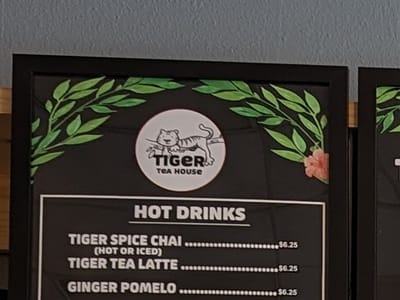 TIGER
TEA HOUSE
HOT DRINKS
TIGER SPICE CHAI ........................ $6.25
(HOT OR ICED)
TIGER TEA LATTE ........................ $6.25
GINGER POMELO ........................ $6.25